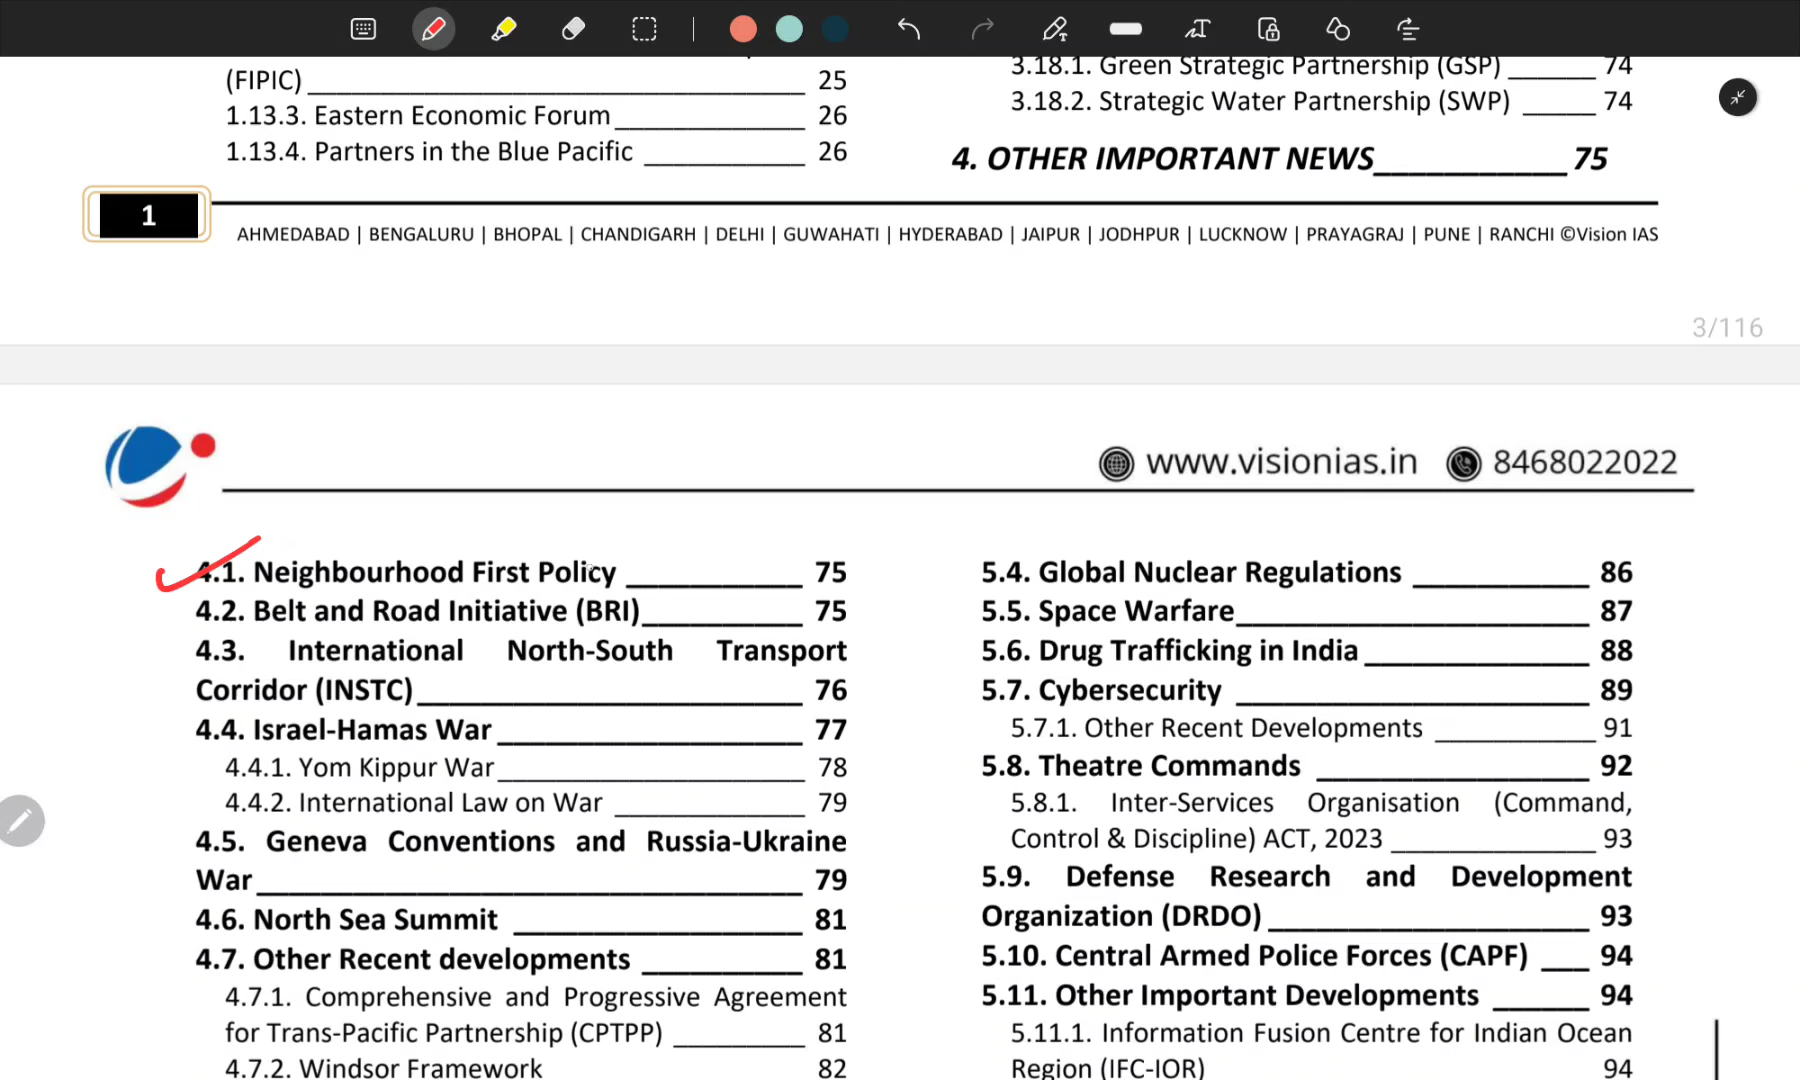 (FIPIC) 25
1.13.3. Eastern Economic Forum 26
1.13.4. Partners in the Blue Pacific 26
3.18.1. Green Strategic Partnership (GSP) 74
3.18.2. Strategic Water Partnership (SWP) 74
4. OTHER IMPORTANT NEWS 75
1
AHMEDABAD | BENGALURU | BHOPAL | CHANDIGARH | DELHI | GUWAHATI | HYDERABAD | JAIPUR | JODHPUR | LUCKNOW | PRAYAGRAJ | PUNE | RANCHI ©Vision IAS
3/116
www.visionias.in 8468022022
4.1. Neighbourhood First Policy 75
4.2. Belt and Road Initiative (BRI) 75
4.3. International North-South Transport
Corridor (INSTC) 76
4.4. Israel-Hamas War 77
4.4.1. Yom Kippur War 78
4.4.2. International Law on War 79
4.5. Geneva Conventions and Russia-Ukraine
War 79
4.6. North Sea Summit 81
4.7. Other Recent developments 81
4.7.1. Comprehensive and Progressive Agreement
for Trans-Pacific Partnership (CPTPP) 81
4.7.2. Windsor Framework 82
5.4. Global Nuclear Regulations 86
5.5. Space Warfare 87
5.6. Drug Trafficking in India 88
5.7. Cybersecurity 89
5.7.1. Other Recent Developments 91
5.8. Theatre Commands 92
5.8.1. Inter-Services Organisation (Command,
Control & Discipline) ACT, 2023 93
5.9. Defense Research and Development
Organization (DRDO) 93
5.10. Central Armed Police Forces (CAPF) 94
5.11. Other Important Developments 94
5.11.1. Information Fusion Centre for Indian Ocean
Region (IFC-IOR) 94